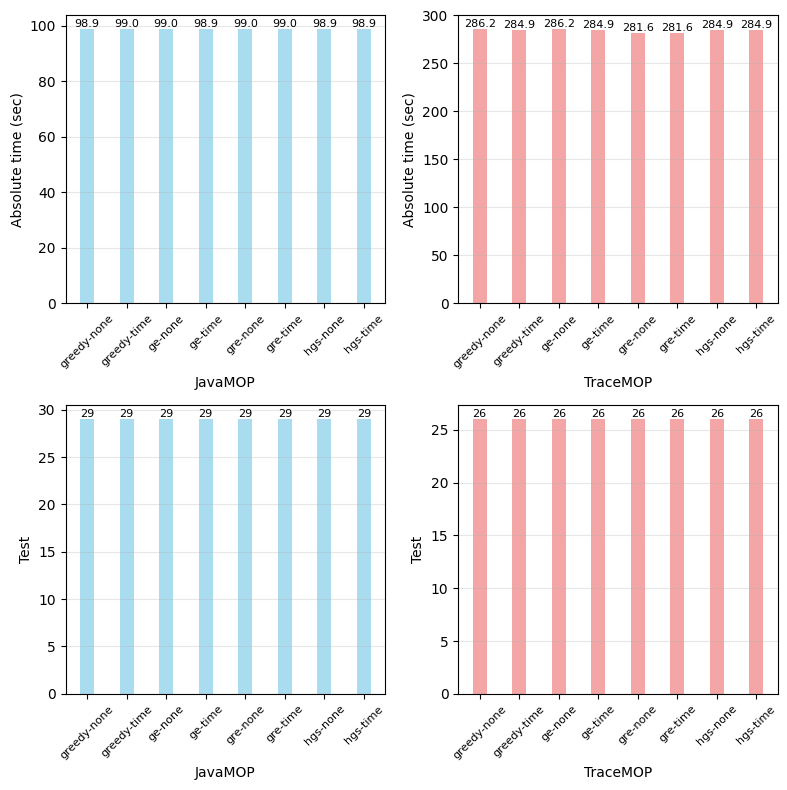 Absolute time (sec)
100
80
60
40
20
0
98.9 99.0 99.0 98.9 99.0 99.0 98.9 98.9
greedy-none greedy-time ge-none ge-time gre-none gre-time hgs-none hgs-time
JavaMOP
Absolute time (sec)
300
250
200
150
100
50
0
286.2 284.9 286.2 284.9 281.6 281.6 284.9 284.9
greedy-none greedy-time ge-none ge-time gre-none gre-time hgs-none hgs-time
TraceMOP
Test
30
25
20
15
10
5
0
29 29 29 29 29 29 29 29
greedy-none greedy-time ge-none ge-time gre-none gre-time hgs-none hgs-time
JavaMOP
Test
25
20
15
10
5
0
26 26 26 26 26 26 26 26
greedy-none greedy-time ge-none ge-time gre-none gre-time hgs-none hgs-time
TraceMOP